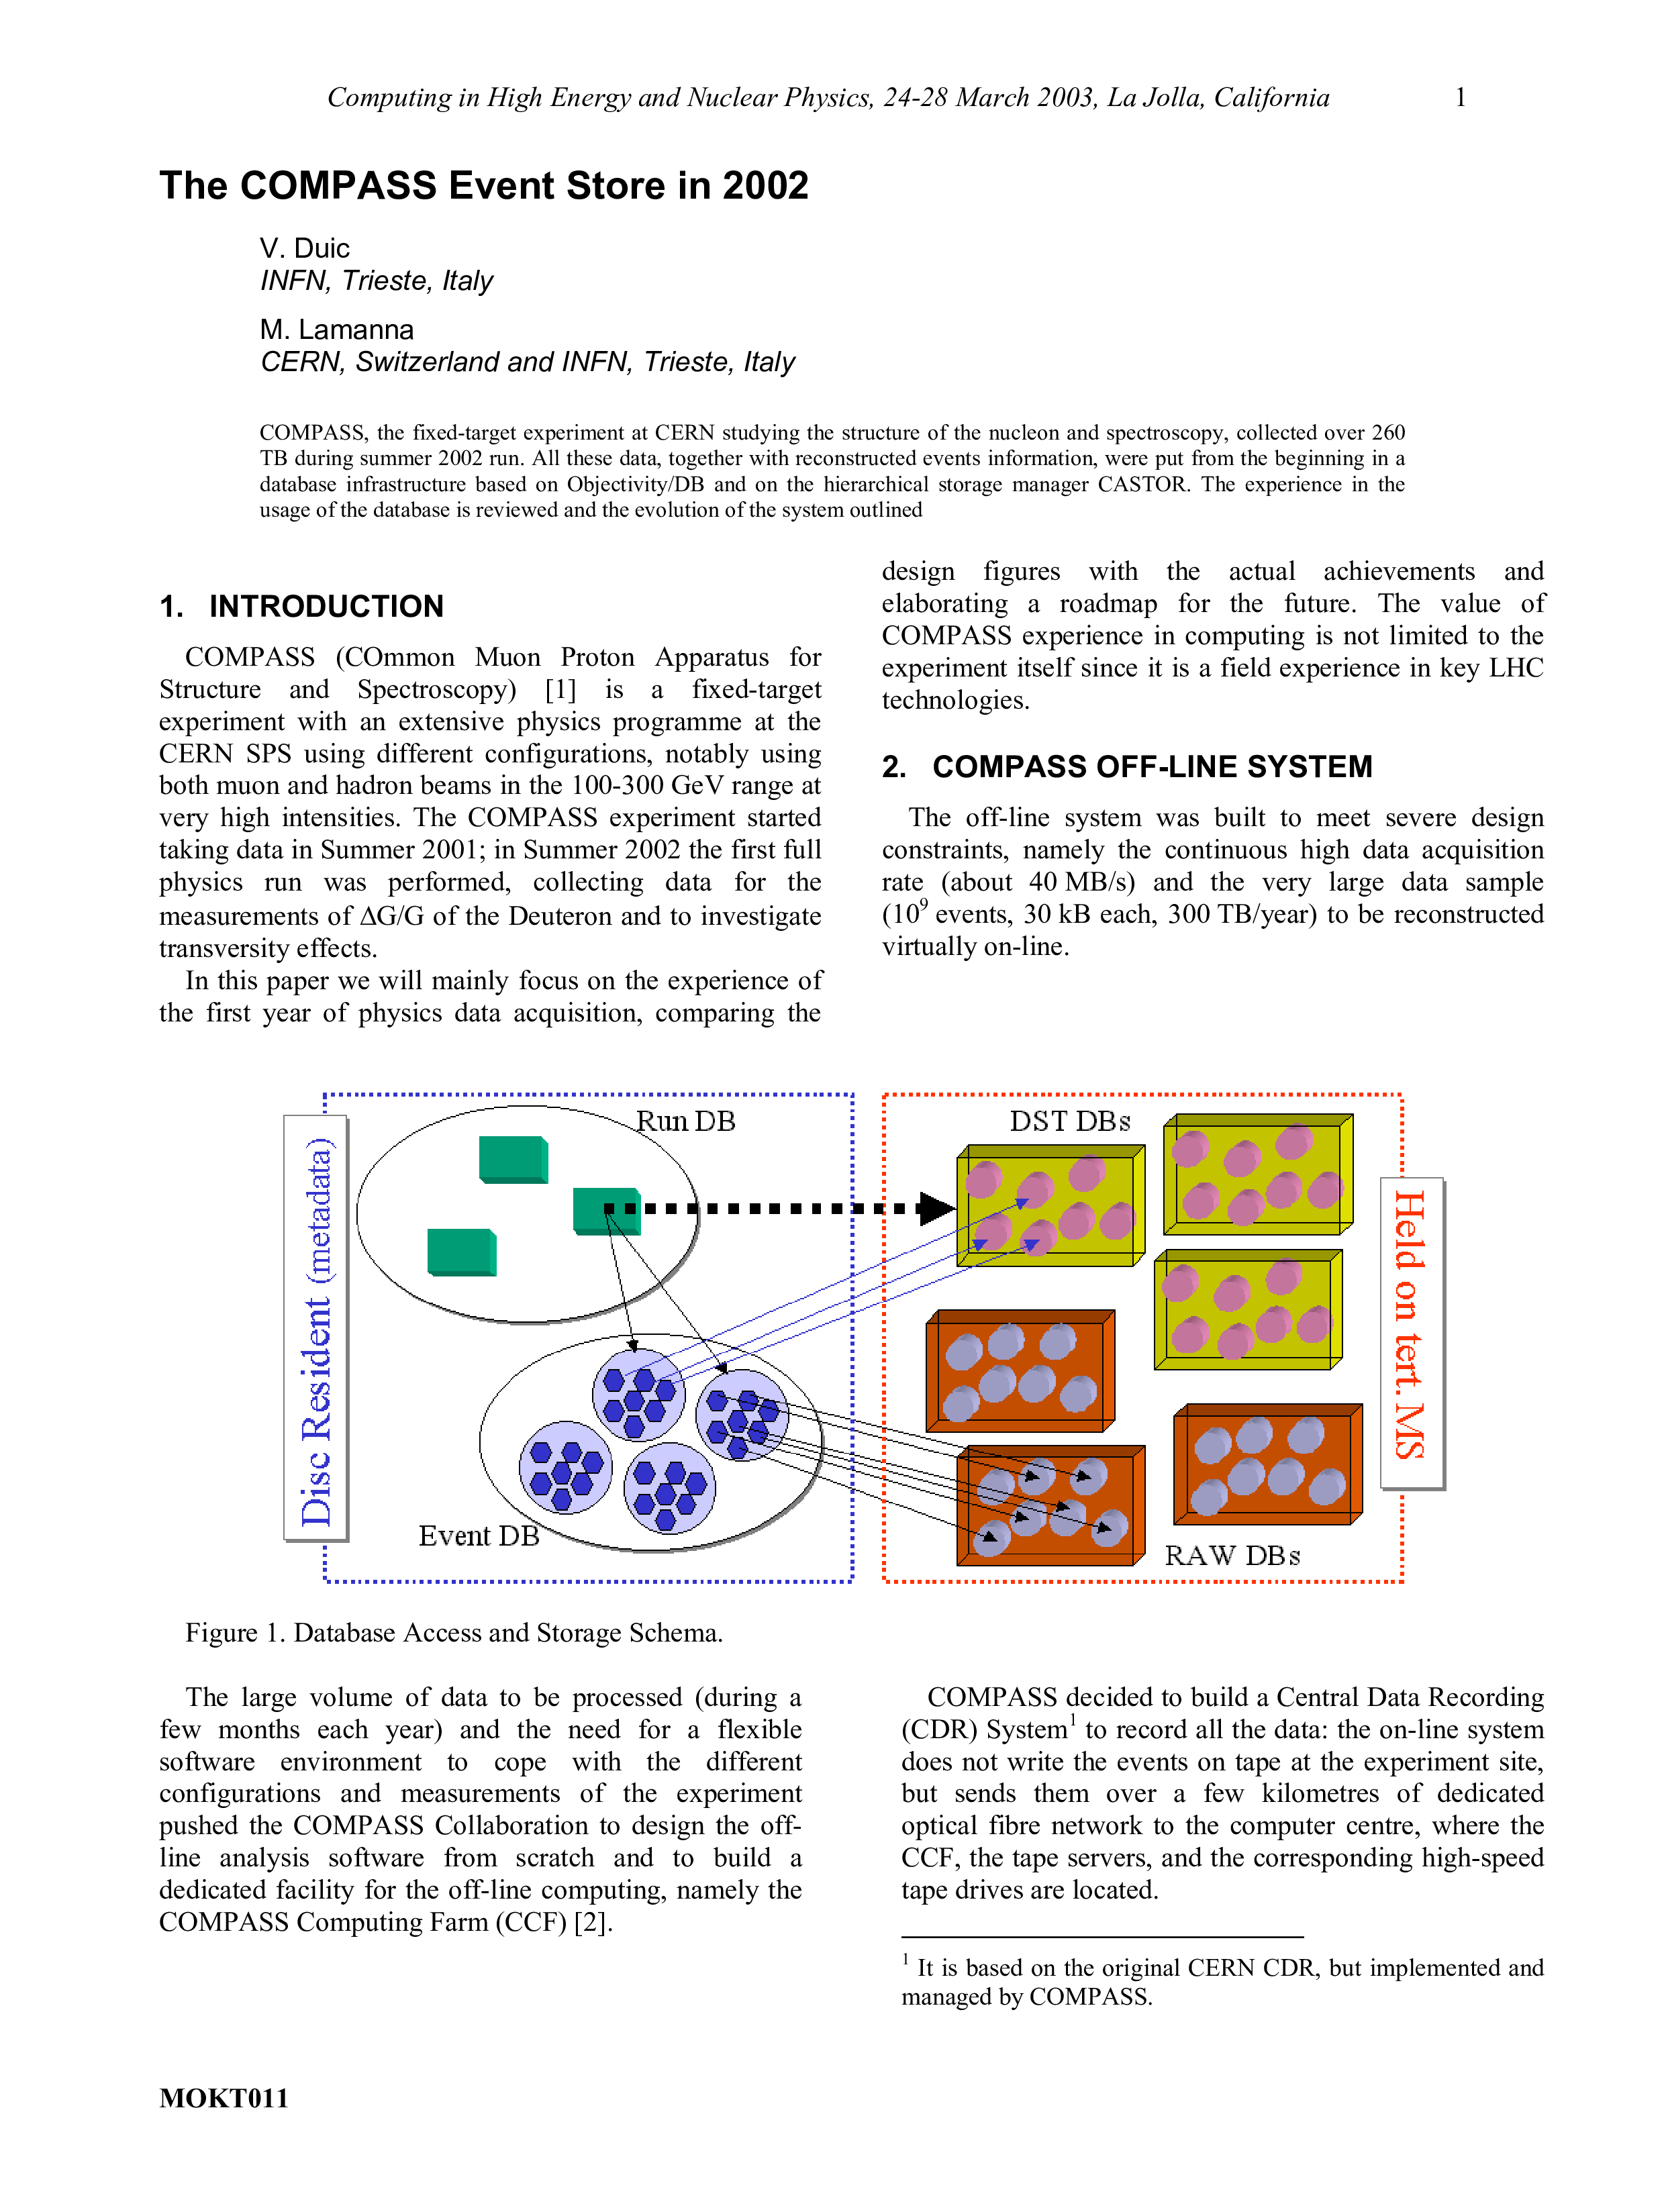 Computing in High Energy and Nuclear Physics, 24-28 March 2003, La Jolla, California 1
The COMPASS Event Store in 2002
V. Duic
INFN, Trieste, Italy
M. Lamanna
CERN, Switzerland and INFN, Trieste, Italy
COMPASS, the fixed-target experiment at CERN studying the structure of the nucleon and spectroscopy, collected over 260
TB during summer 2002 run. All these data, together with reconstructed events information, were put from the beginning in a
database infrastructure based on Objectivity/DB and on the hierarchical storage manager CASTOR. The experience in the
usage of the database is reviewed and the evolution of the system outlined
1. INTRODUCTION
COMPASS (COmmon Muon Proton Apparatus for
Structure and Spectroscopy) [1] is a fixed-target
experiment with an extensive physics programme at the
CERN SPS using different configurations, notably using
both muon and hadron beams in the 100-300 GeV range at
very high intensities. The COMPASS experiment started
taking data in Summer 2001; in Summer 2002 the first full
physics run was performed, collecting data for the
measurements of ΔG/G of the Deuteron and to investigate
transversity effects.
In this paper we will mainly focus on the experience of
the first year of physics data acquisition, comparing the
design figures with the actual achievements and
elaborating a roadmap for the future. The value of
COMPASS experience in computing is not limited to the
experiment itself since it is a field experience in key LHC
technologies.
2. COMPASS OFF-LINE SYSTEM
The off-line system was built to meet severe design
constraints, namely the continuous high data acquisition
rate (about 40 MB/s) and the very large data sample
(10⁹ events, 30 kB each, 300 TB/year) to be reconstructed
virtually on-line.
Disc Resident (metadata)
Run DB
Event DB
DST DBs
RAW DBs
Held on tert. MS
Figure 1. Database Access and Storage Schema.
The large volume of data to be processed (during a
few months each year) and the need for a flexible
software environment to cope with the different
configurations and measurements of the experiment
pushed the COMPASS Collaboration to design the off-
line analysis software from scratch and to build a
dedicated facility for the off-line computing, namely the
COMPASS Computing Farm (CCF) [2].
COMPASS decided to build a Central Data Recording
(CDR) System¹ to record all the data: the on-line system
does not write the events on tape at the experiment site,
but sends them over a few kilometres of dedicated
optical fibre network to the computer centre, where the
CCF, the tape servers, and the corresponding high-speed
tape drives are located.
¹ It is based on the original CERN CDR, but implemented and
managed by COMPASS.
MOKT011